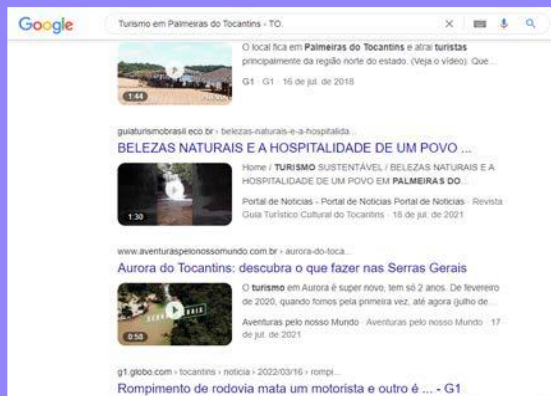 Google
Turismo em Palmeiras do Tocantins - TO.
O local fica em Palmeiras do Tocantins e atrai turistas
principalmente da região norte do estado. (Veja o vídeo). Que...
1:44
G1 · G1 · 16 de jul. de 2018
guiaturismobrasil.eco.br › belezas-naturais-e-a-hospitalida...
BELEZAS NATURAIS E A HOSPITALIDADE DE UM POVO ...
Home / TURISMO SUSTENTÁVEL / BELEZAS NATURAIS E A
HOSPITALIDADE DE UM POVO EM PALMEIRAS DO...
Portal de Noticias - Portal de Noticias Portal de Noticias · Revista
1:30
Guia Turístico Cultural do Tocantins · 18 de jul. de 2021
www.aventuraspelonossomundo.com.br › aurora-do-toca...
Aurora do Tocantins: descubra o que fazer nas Serras Gerais
O turismo em Aurora é super novo, tem só 2 anos. De fevereiro
de 2020, quando fomos pela primeira vez, até agora (julho de...
Aventuras pelo nosso Mundo · Aventuras pelo nosso Mundo · 17
0:58
de jul. de 2021
g1.globo.com › tocantins › noticia › 2022/03/16 › rompi...
Rompimento de rodovia mata um motorista e outro é ... - G1